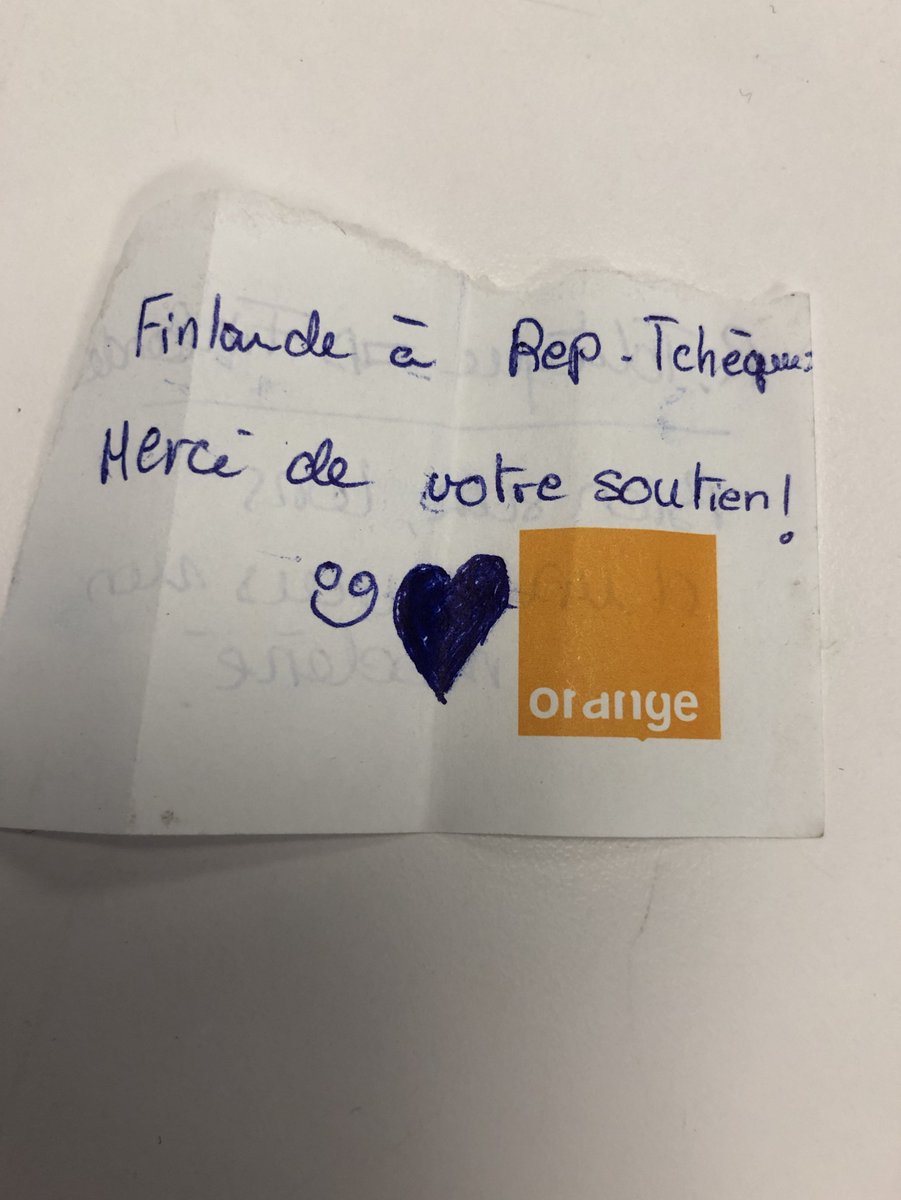 Finlande à Rep-Tchèque
Merci de votre soutien!
orange